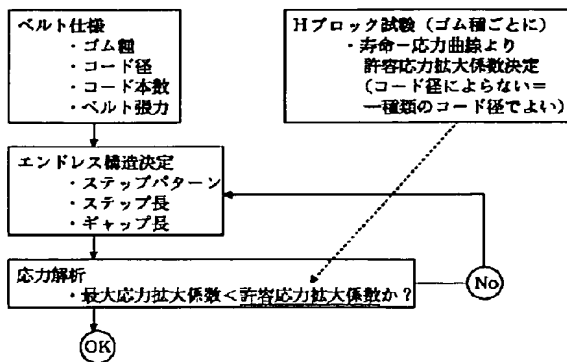 ベルト仕様
・ゴム種
・コード径
・コード本数
・ベルト張力
Hブロック試験(ゴム種ごとに)
・寿命−応力曲線より
許容応力拡大係数決定
(コード径によらない=
一種類のコード径でよい)
エンドレス構造決定
・ステップパターン
・ステップ長
・ギャップ長
応力解析
・最大応力拡大係数<許容応力拡大係数か?
No
OK